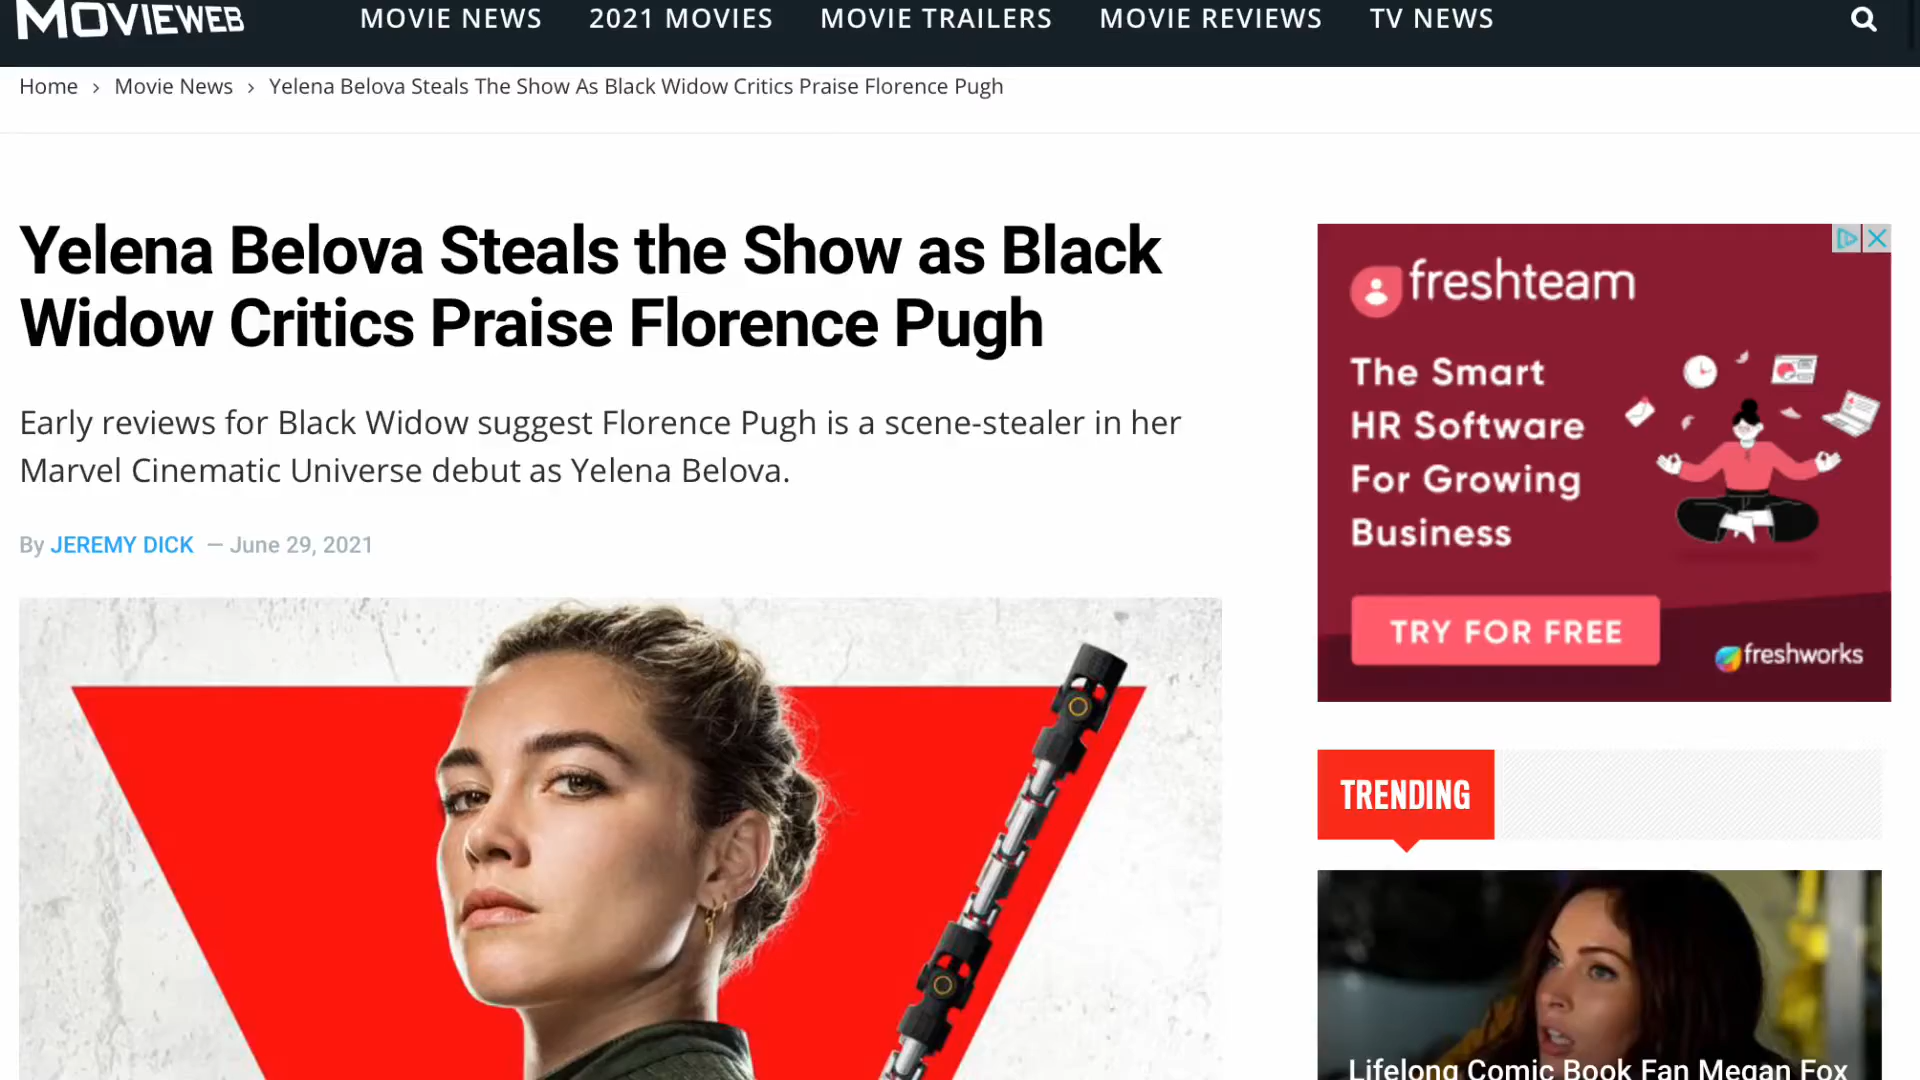 MOVIEWEB
MOVIE NEWS 2021 MOVIES MOVIE TRAILERS MOVIE REVIEWS TV NEWS
Home › Movie News › Yelena Belova Steals The Show As Black Widow Critics Praise Florence Pugh
Yelena Belova Steals the Show as Black
Widow Critics Praise Florence Pugh
Early reviews for Black Widow suggest Florence Pugh is a scene-stealer in her
Marvel Cinematic Universe debut as Yelena Belova.
By JEREMY DICK — June 29, 2021
freshteam
The Smart
HR Software
For Growing
Business
TRY FOR FREE
freshworks
TRENDING
Lifelong Comic Book Fan Megan Fox